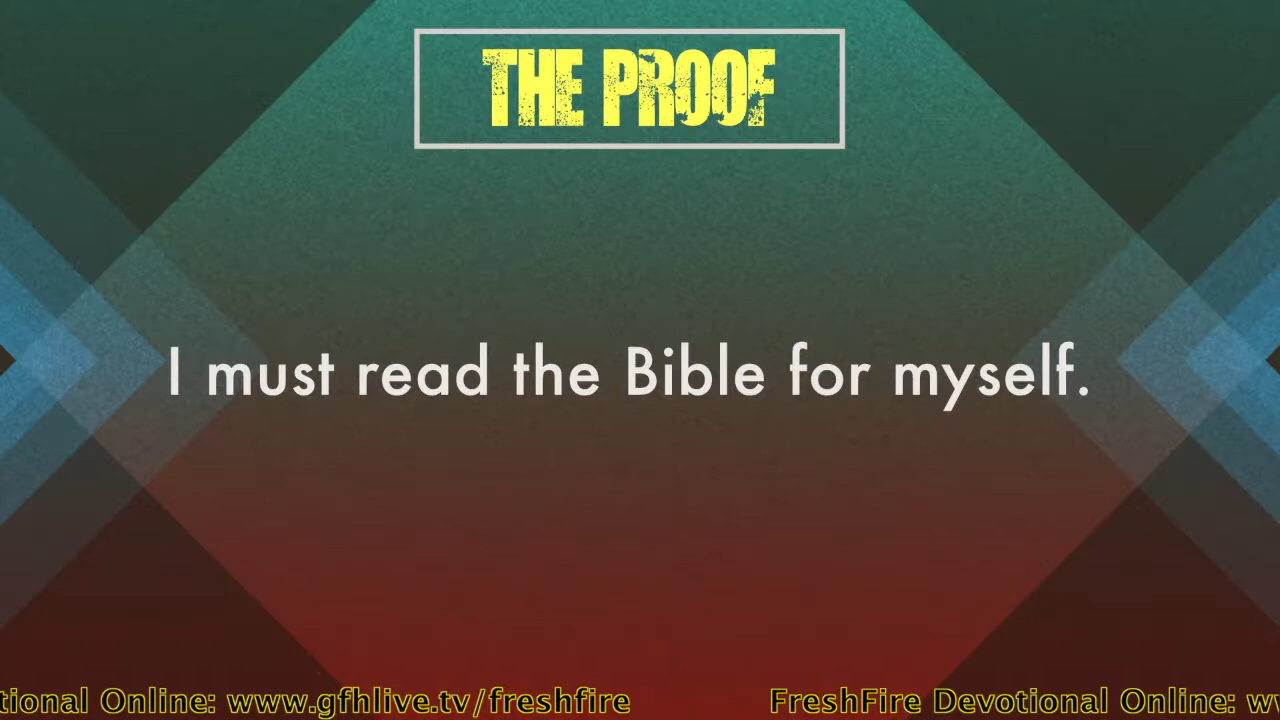 THE PROOF
I must read the Bible for myself.
tional Online: www.gfhlive.tv/freshfire FreshFire Devotional Online: w